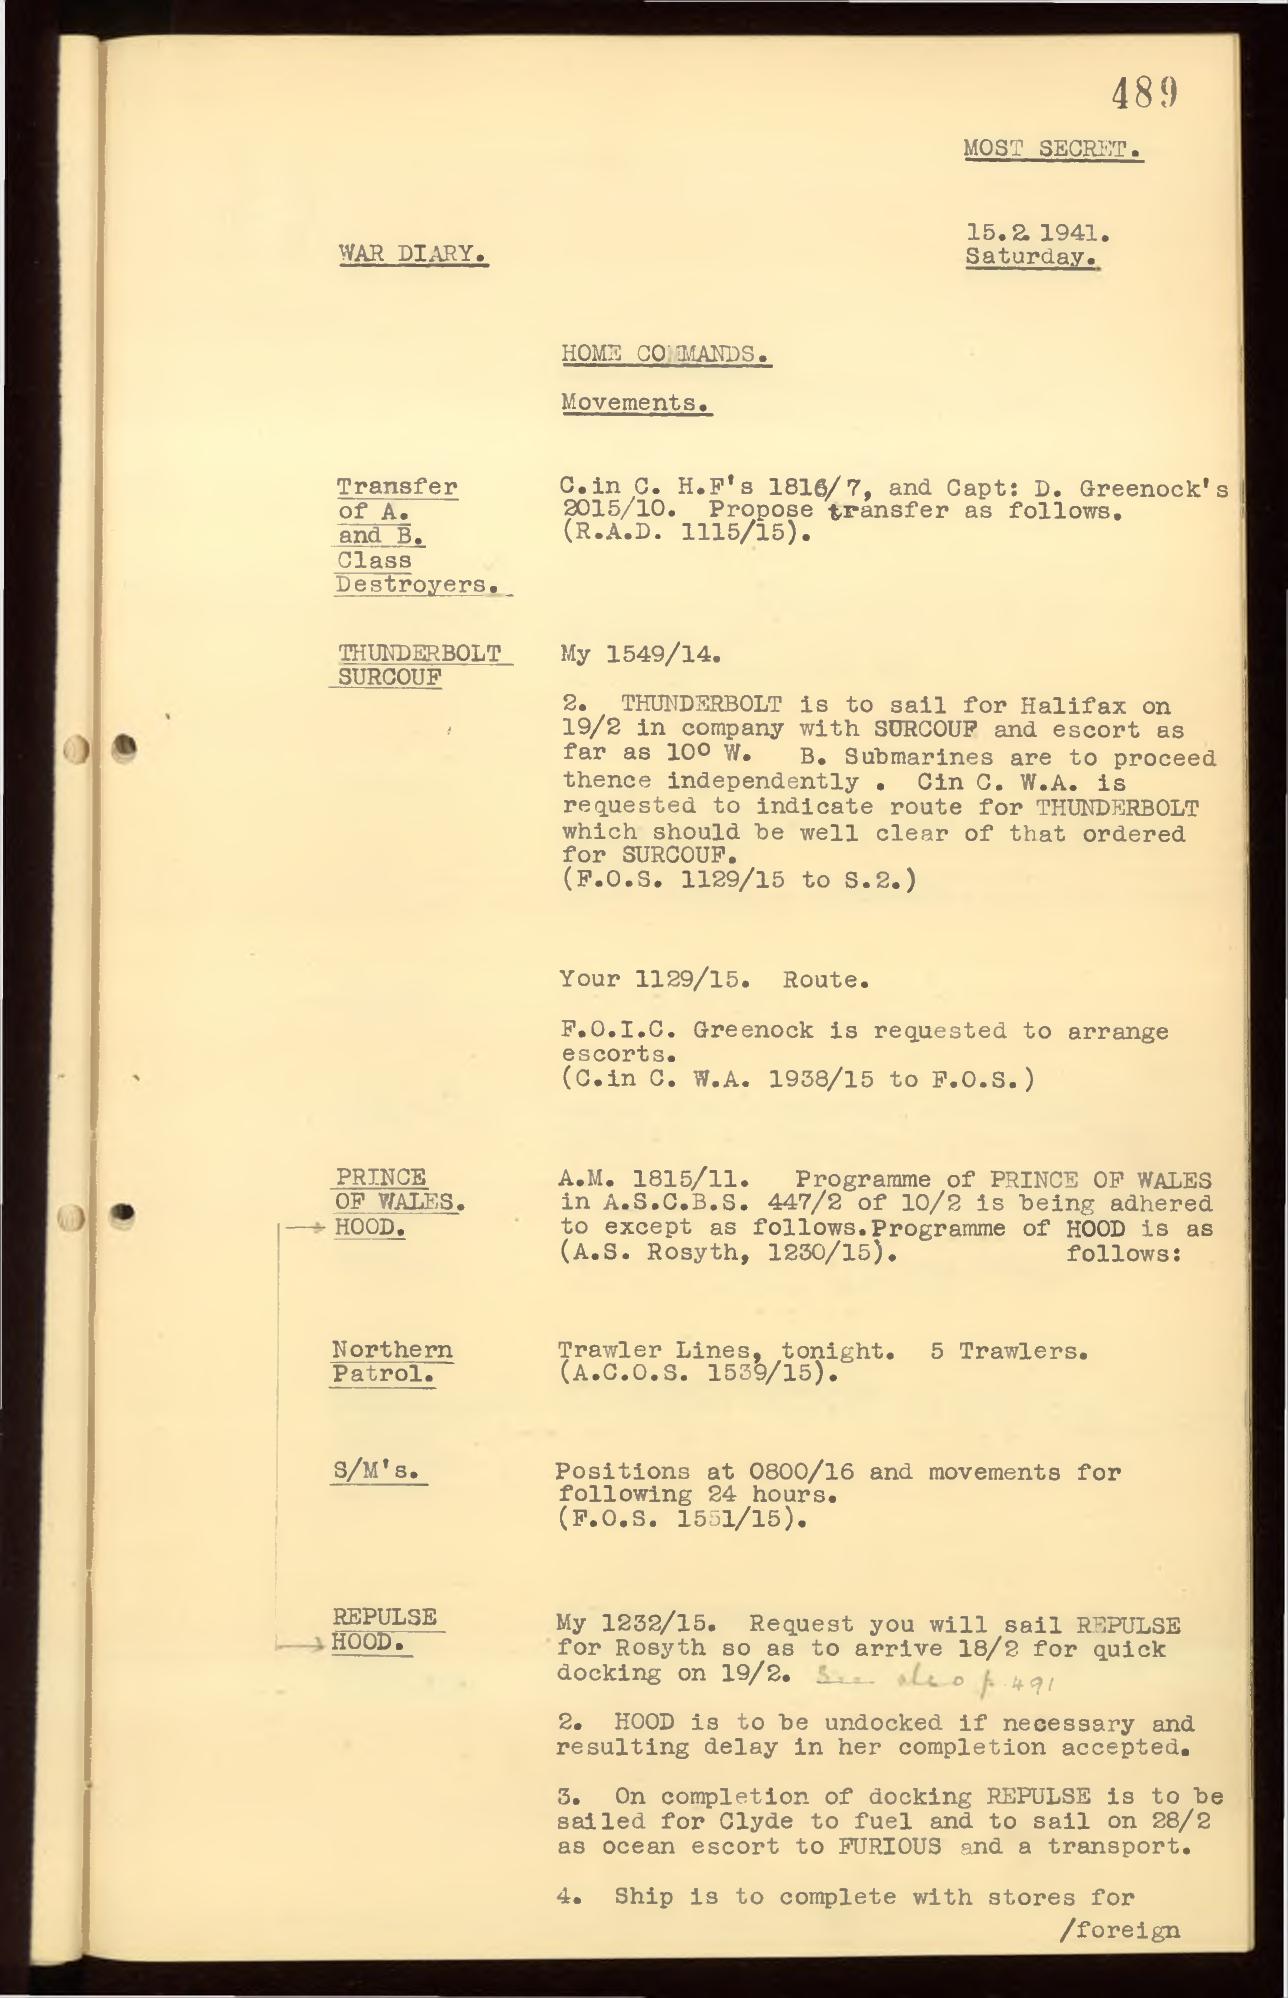 489
MOST SECRET.
15.2 1941.
Saturday.
WAR DIARY.
HOME COMMANDS.
Movements.
Transfer
of A.
and B.
Class
Destroyers.
C.in C. H.F's 1816/7, and Capt: D. Greenock's
2015/10. Propose transfer as follows.
(R.A.D. 1115/15).
THUNDERBOLT
SURCOUF
My 1549/14.
2. THUNDERBOLT is to sail for Halifax on
19/2 in company with SURCOUF and escort as
far as 10º W. B. Submarines are to proceed
thence independently . Cin C. W.A. is
requested to indicate route for THUNDERBOLT
which should be well clear of that ordered
for SURCOUF.
(F.O.S. 1129/15 to S.2.)
Your 1129/15. Route.
F.O.I.C. Greenock is requested to arrange
escorts.
(C.in C. W.A. 1938/15 to F.O.S.)
PRINCE
OF WALES.
HOOD.
A.M. 1815/11. Programme of PRINCE OF WALES
in A.S.C.B.S. 447/2 of 10/2 is being adhered
to except as follows.Programme of HOOD is as
(A.S. Rosyth, 1230/15). follows:
Northern
Patrol.
Trawler Lines, tonight. 5 Trawlers.
(A.C.O.S. 1539/15).
S/M's.
Positions at 0800/16 and movements for
following 24 hours.
(F.O.S. 1551/15).
REPULSE
HOOD.
My 1232/15. Request you will sail REPULSE
for Rosyth so as to arrive 18/2 for quick
docking on 19/2. See also p. 491
2. HOOD is to be undocked if necessary and
resulting delay in her completion accepted.
3. On completion of docking REPULSE is to be
sailed for Clyde to fuel and to sail on 28/2
as ocean escort to FURIOUS and a transport.
4. Ship is to complete with stores for
/foreign